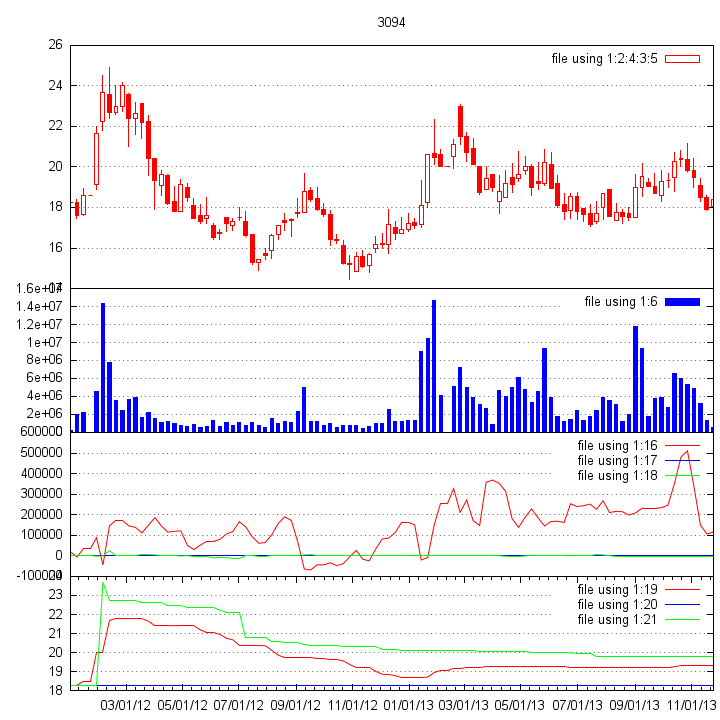 3094
26
file using 1:2:4:3:5
24
22
20
18
16
14
1.6e+07
file using 1:6
1.4e+07
1.2e+07
1e+07
8e+06
6e+06
4e+06
2e+06
0
600000
file using 1:16
500000
file using 1:17
400000
file using 1:18
300000
200000
100000
0
-100000
24
file using 1:19
23
file using 1:20
22
file using 1:21
21
20
19
18
03/01/12 05/01/12 07/01/12 09/01/12 11/01/12 01/01/13 03/01/13 05/01/13 07/01/13 09/01/13 11/01/13